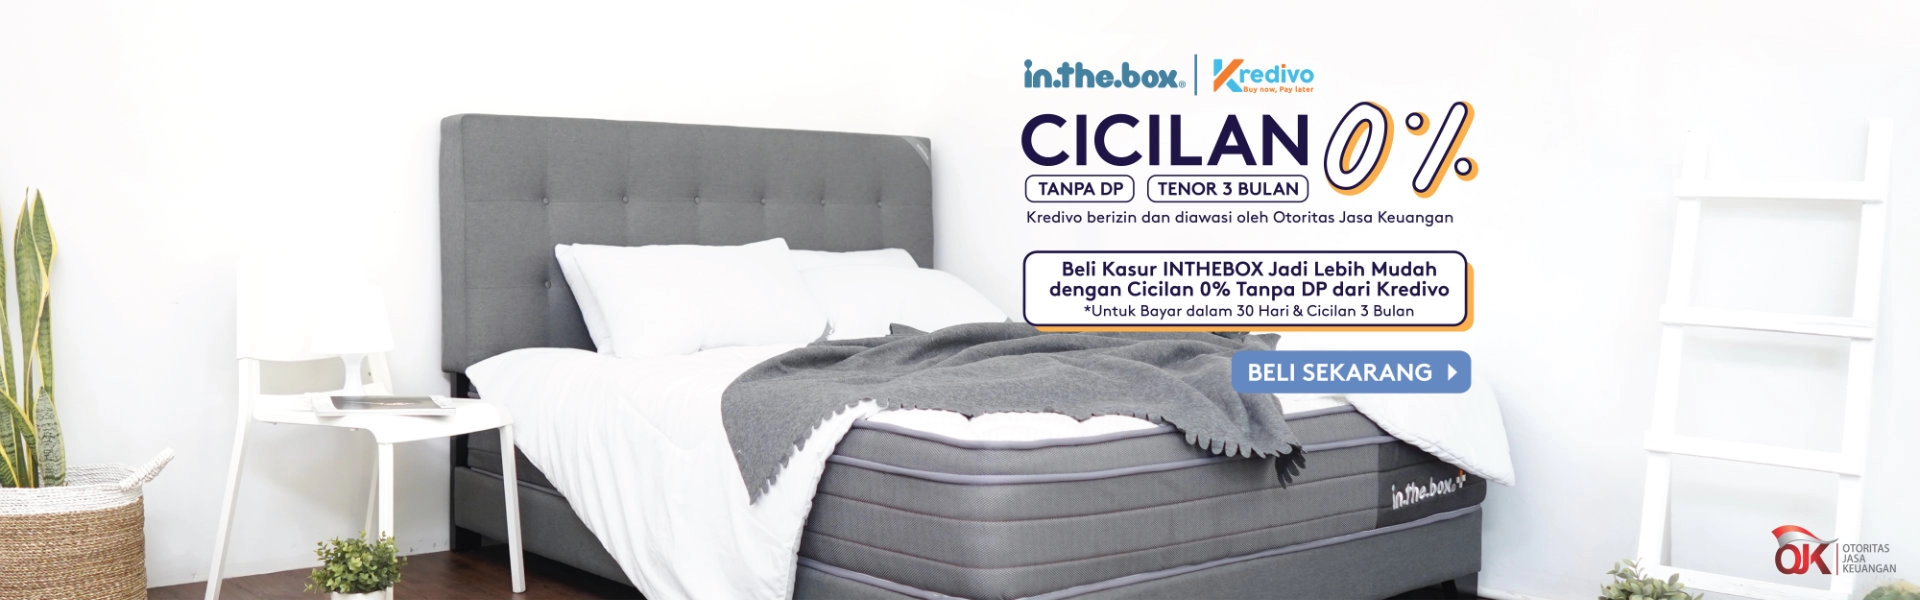 in.the.box®
Kredivo
Buy now, Pay later
CICILAN 0%
TANPA DP
TENOR 3 BULAN
Kredivo berizin dan diawasi oleh Otoritas Jasa Keuangan
Beli Kasur INTHEBOX Jadi Lebih Mudah
dengan Cicilan 0% Tanpa DP dari Kredivo
*Untuk Bayar dalam 30 Hari & Cicilan 3 Bulan
BELI SEKARANG
in.the.box.+
OJK
OTORITAS
JASA
KEUANGAN